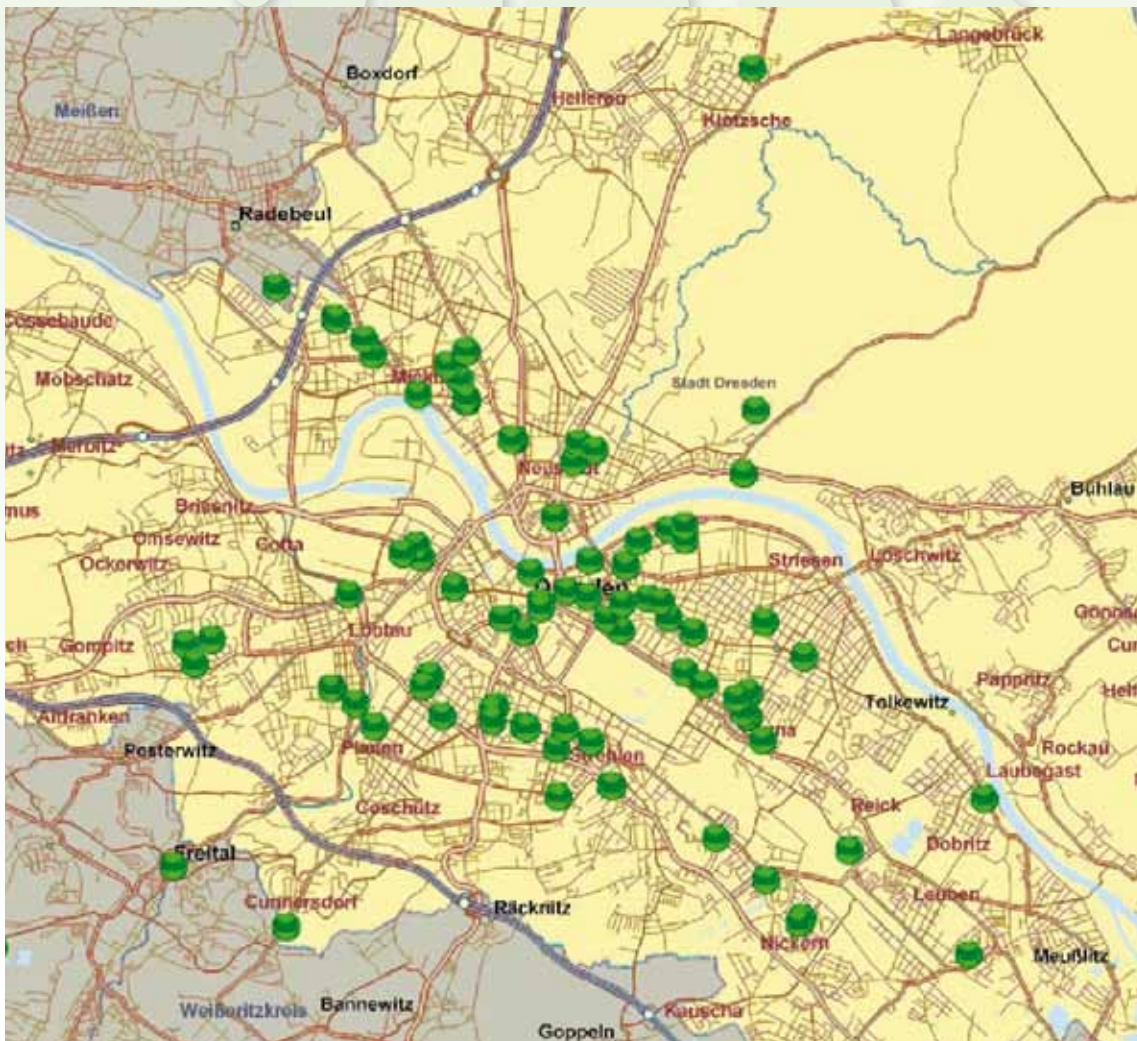 Langebrück
Boxdorf
Hellerau
Meißen
Klotzsche
Radebeul
Cossebaude
Mobschatz
Stadt Dresden
Merbitz
Bühlau
Briesnitz
Omsewitz
Cotta
Ockerwitz
Striesen
Loschwitz
Löbtau
Gompitz
Pappritz
Tolkewitz
Altfranken
Pesterwitz
Plauen
Rockau
Laubegast
Coschütz
Reick
Dobritz
Freital
Leuben
Cunnersdorf
Räcknitz
Nickern
Meußlitz
Weißeritzkreis
Bannewitz
Kauscha
Goppeln